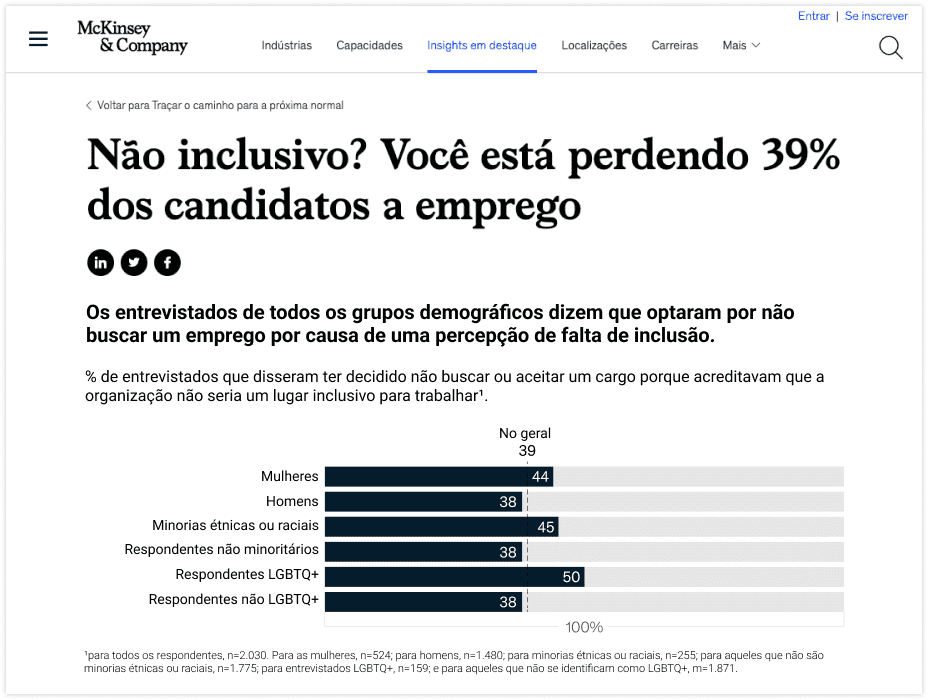 Entrar | Se inscrever
McKinsey
& Company
Indústrias Capacidades Insights em destaque Localizações Carreiras Mais
Voltar para Traçar o caminho para a próxima normal
Não inclusivo? Você está perdendo 39%
dos candidatos a emprego
in f
Os entrevistados de todos os grupos demográficos dizem que optaram por não
buscar um emprego por causa de uma percepção de falta de inclusão.
% de entrevistados que disseram ter decidido não buscar ou aceitar um cargo porque acreditavam que a
organização não seria um lugar inclusivo para trabalhar¹.
No geral
39
Mulheres 44
Homens 38
Minorias étnicas ou raciais 45
Respondentes não minoritários 38
Respondentes LGBTQ+ 50
Respondentes não LGBTQ+ 38
100%
¹para todos os respondentes, n=2.030. Para as mulheres, n=524; para homens, n=1.480; para minorias étnicas ou raciais, n=255; para aqueles que não são
minorias étnicas ou raciais, n=1.775; para entrevistados LGBTQ+, n=159; e para aqueles que não se identificam como LGBTQ+, m=1.871.